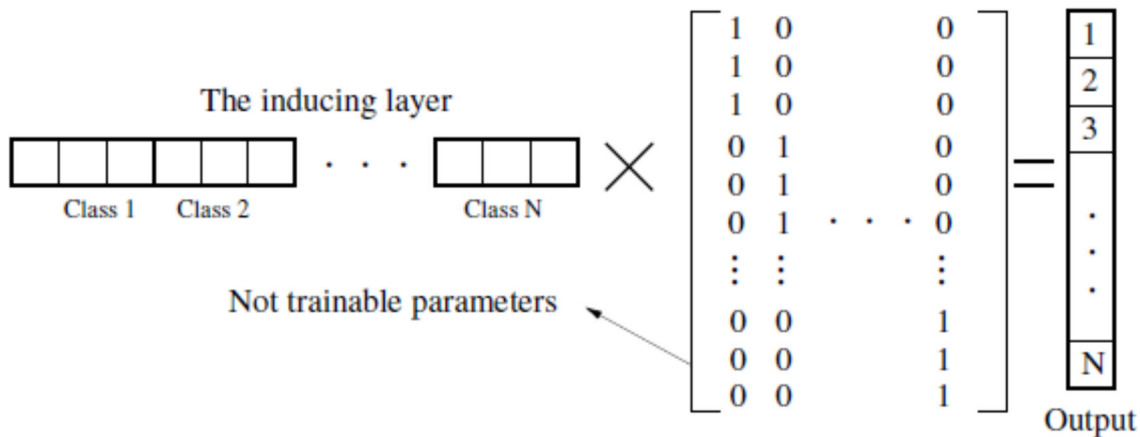 The inducing layer
Class 1 Class 2 . . . Class N
Not trainable parameters
1 0 0
1 0 0
1 0 0
0 1 0
0 1 0
0 1 . . . 0
⋮ ⋮ ⋮
0 0 1
0 0 1
0 0 1
=
1
2
3
.
.
.
N
Output